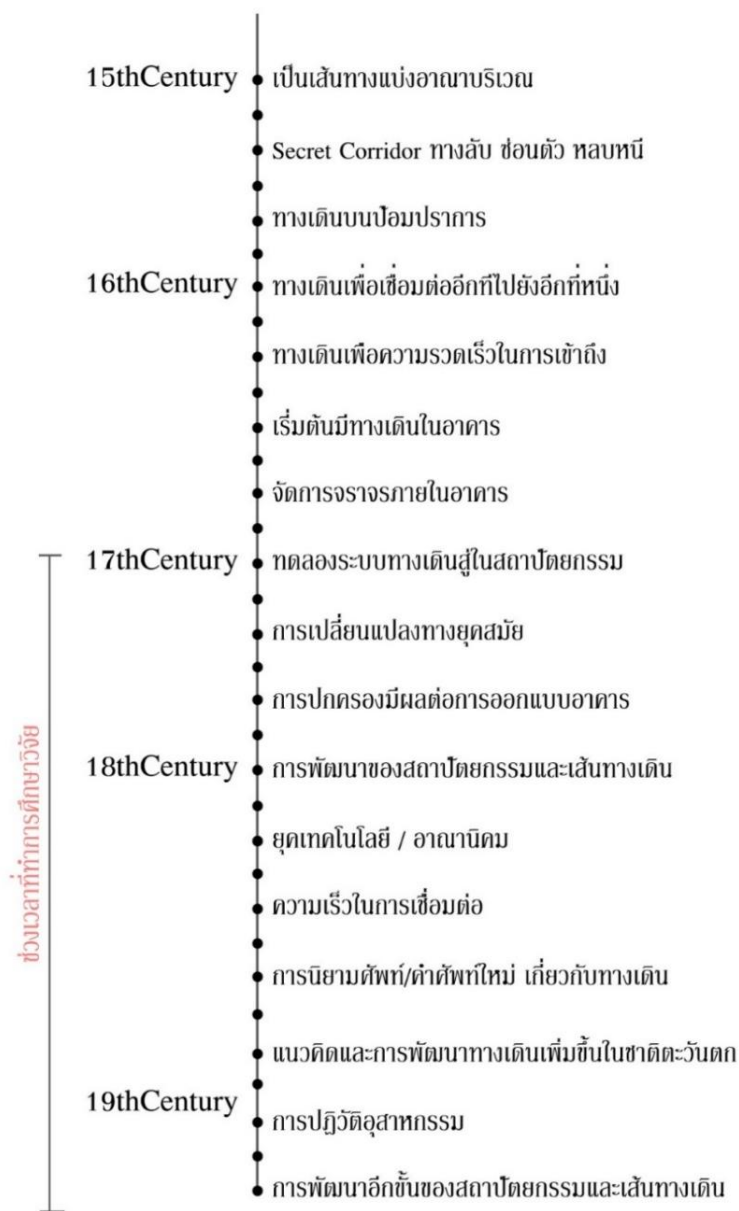 15thCentury เป็นเส้นทางแบ่งอาณาบริเวณ
Secret Corridor ทางลับ ซ่อนตัว หลบหนี
ทางเดินบนป้อมปราการ
16thCentury ทางเดินเพื่อเชื่อมต่ออีกที่ไปยังอีกที่หนึ่ง
ทางเดินเพื่อความรวดเร็วในการเข้าถึง
เริ่มต้นมีทางเดินในอาคาร
จัดการจราจรภายในอาคาร
17thCentury ทดลองระบบทางเดินสู่ในสถาปัตยกรรม
การเปลี่ยนแปลงทางยุคสมัย
การปกครองมีผลต่อการออกแบบอาคาร
18thCentury การพัฒนาของสถาปัตยกรรมและเส้นทางเดิน
ยุคเทคโนโลยี / อาณานิคม
ความเร็วในการเชื่อมต่อ
การนิยามศัพท์/คำศัพท์ใหม่ เกี่ยวกับทางเดิน
แนวคิดและการพัฒนาทางเดินเพิ่มขึ้นในชาติตะวันตก
19thCentury
การปฏิวัติอุสาหกรรม
การพัฒนาอีกขั้นของสถาปัตยกรรมและเส้นทางเดิน
ช่วงเวลาที่ทำการศึกษาวิจัย